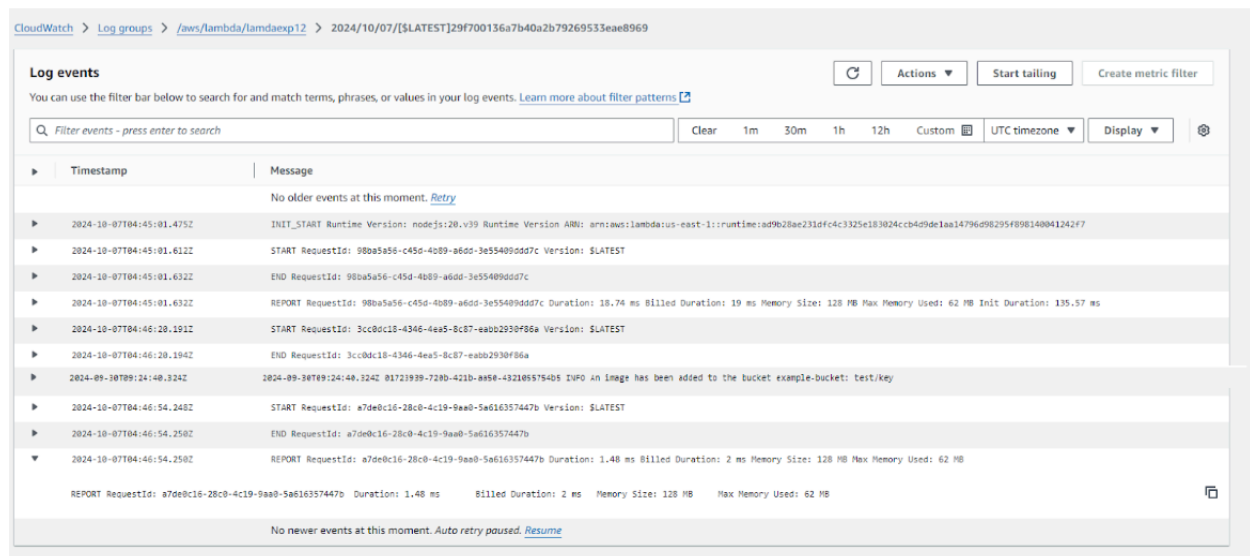 CloudWatch > Log groups > /aws/lambda/lamdaexp12 > 2024/10/07/[$LATEST]29f700136a7b40a2b79269533eae8969
Log events
Actions Start tailing Create metric filter
You can use the filter bar below to search for and match terms, phrases, or values in your log events. Learn more about filter patterns
Filter events - press enter to search Clear 1m 30m 1h 12h Custom UTC timezone Display
Timestamp Message
No older events at this moment. Retry
2024-10-07T04:45:01.475Z INIT_START Runtime Version: nodejs:20.v39 Runtime Version ARN: arn:aws:lambda:us-east-1::runtime:ad9b28ae231dfc4c3325e183024ccb4d9de1aa14796d98295f898140041242f7
2024-10-07T04:45:01.612Z START RequestId: 98ba5a56-c45d-4b89-a6dd-3e55409ddd7c Version: $LATEST
2024-10-07T04:45:01.632Z END RequestId: 98ba5a56-c45d-4b89-a6dd-3e55409ddd7c
2024-10-07T04:45:01.632Z REPORT RequestId: 98ba5a56-c45d-4b89-a6dd-3e55409ddd7c Duration: 18.74 ms Billed Duration: 19 ms Memory Size: 128 MB Max Memory Used: 62 MB Init Duration: 135.57 ms
2024-10-07T04:46:20.191Z START RequestId: 3cc0dc18-4346-4ea5-8c87-eabb2930f86a Version: $LATEST
2024-10-07T04:46:20.194Z END RequestId: 3cc0dc18-4346-4ea5-8c87-eabb2930f86a
2024-09-30T09:24:40.324Z 2024-09-30T09:24:40.324Z 01723939-720b-421b-aa50-4321055754b5 INFO An image has been added to the bucket example-bucket: test/key
2024-10-07T04:46:54.248Z START RequestId: a7de0c16-28c0-4c19-9aa0-5a616357447b Version: $LATEST
2024-10-07T04:46:54.250Z END RequestId: a7de0c16-28c0-4c19-9aa0-5a616357447b
2024-10-07T04:46:54.250Z REPORT RequestId: a7de0c16-28c0-4c19-9aa0-5a616357447b Duration: 1.48 ms Billed Duration: 2 ms Memory Size: 128 MB Max Memory Used: 62 MB
REPORT RequestId: a7de0c16-28c0-4c19-9aa0-5a616357447b Duration: 1.48 ms Billed Duration: 2 ms Memory Size: 128 MB Max Memory Used: 62 MB
No newer events at this moment. Auto retry paused. Resume